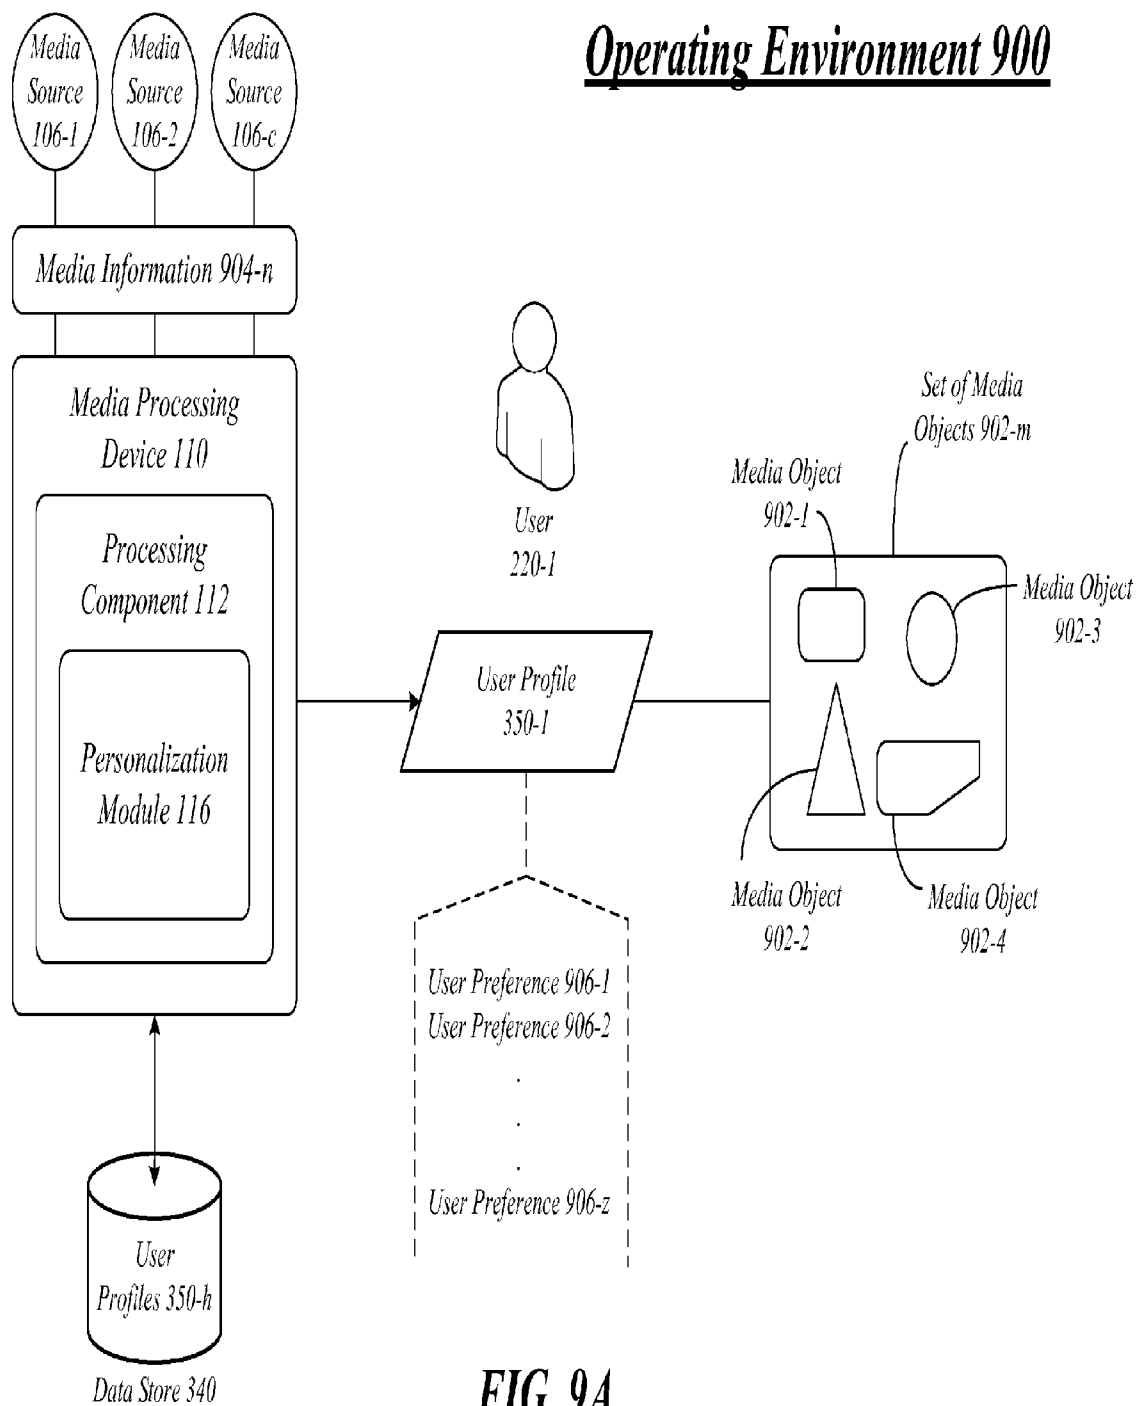 Operating Environment 900
Media
Source
106-1
Media
Source
106-2
Media
Source
106-c
Media Information 904-n
Media Processing
Device 110
Processing
Component 112
Personalization
Module 116
User
220-1
User Profile
350-1
Set of Media
Objects 902-m
Media Object
902-1
Media Object
902-3
Media Object
902-2
Media Object
902-4
User Preference 906-1
User Preference 906-2
.
.
.
User Preference 906-z
User
Profiles 350-h
Data Store 340
FIG. 9A